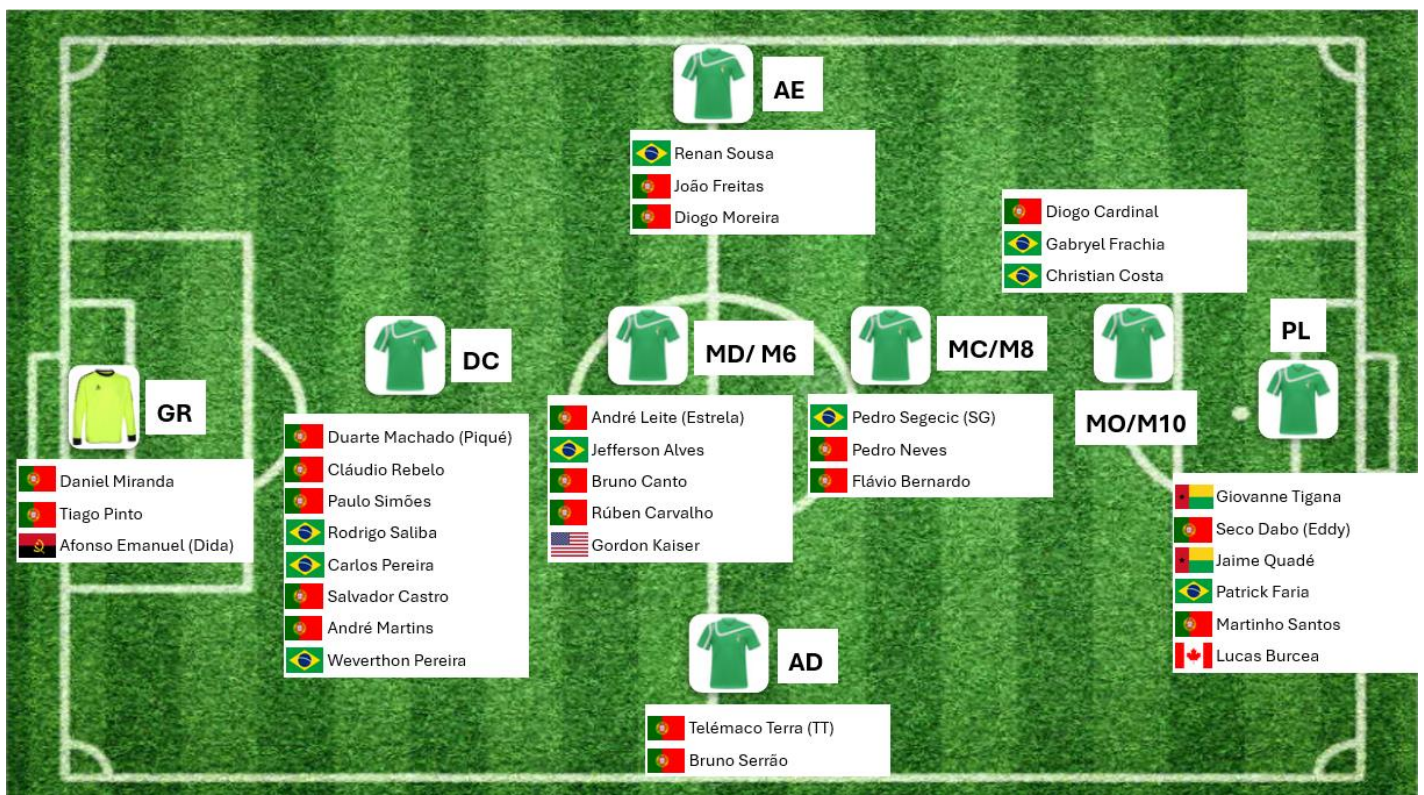 AE
Renan Sousa
João Freitas
Diogo Moreira
Diogo Cardinal
Gabryel Frachia
Christian Costa
GR
Daniel Miranda
Tiago Pinto
Afonso Emanuel (Dida)
DC
Duarte Machado (Piqué)
Cláudio Rebelo
Paulo Simões
Rodrigo Saliba
Carlos Pereira
Salvador Castro
André Martins
Weverthon Pereira
MD/ M6
André Leite (Estrela)
Jefferson Alves
Bruno Canto
Rúben Carvalho
Gordon Kaiser
MC/M8
Pedro Segecic (SG)
Pedro Neves
Flávio Bernardo
MO/M10
PL
Giovanne Tigana
Seco Dabo (Eddy)
Jaime Quadé
Patrick Faria
Martinho Santos
Lucas Burcea
AD
Telémaco Terra (TT)
Bruno Serrão